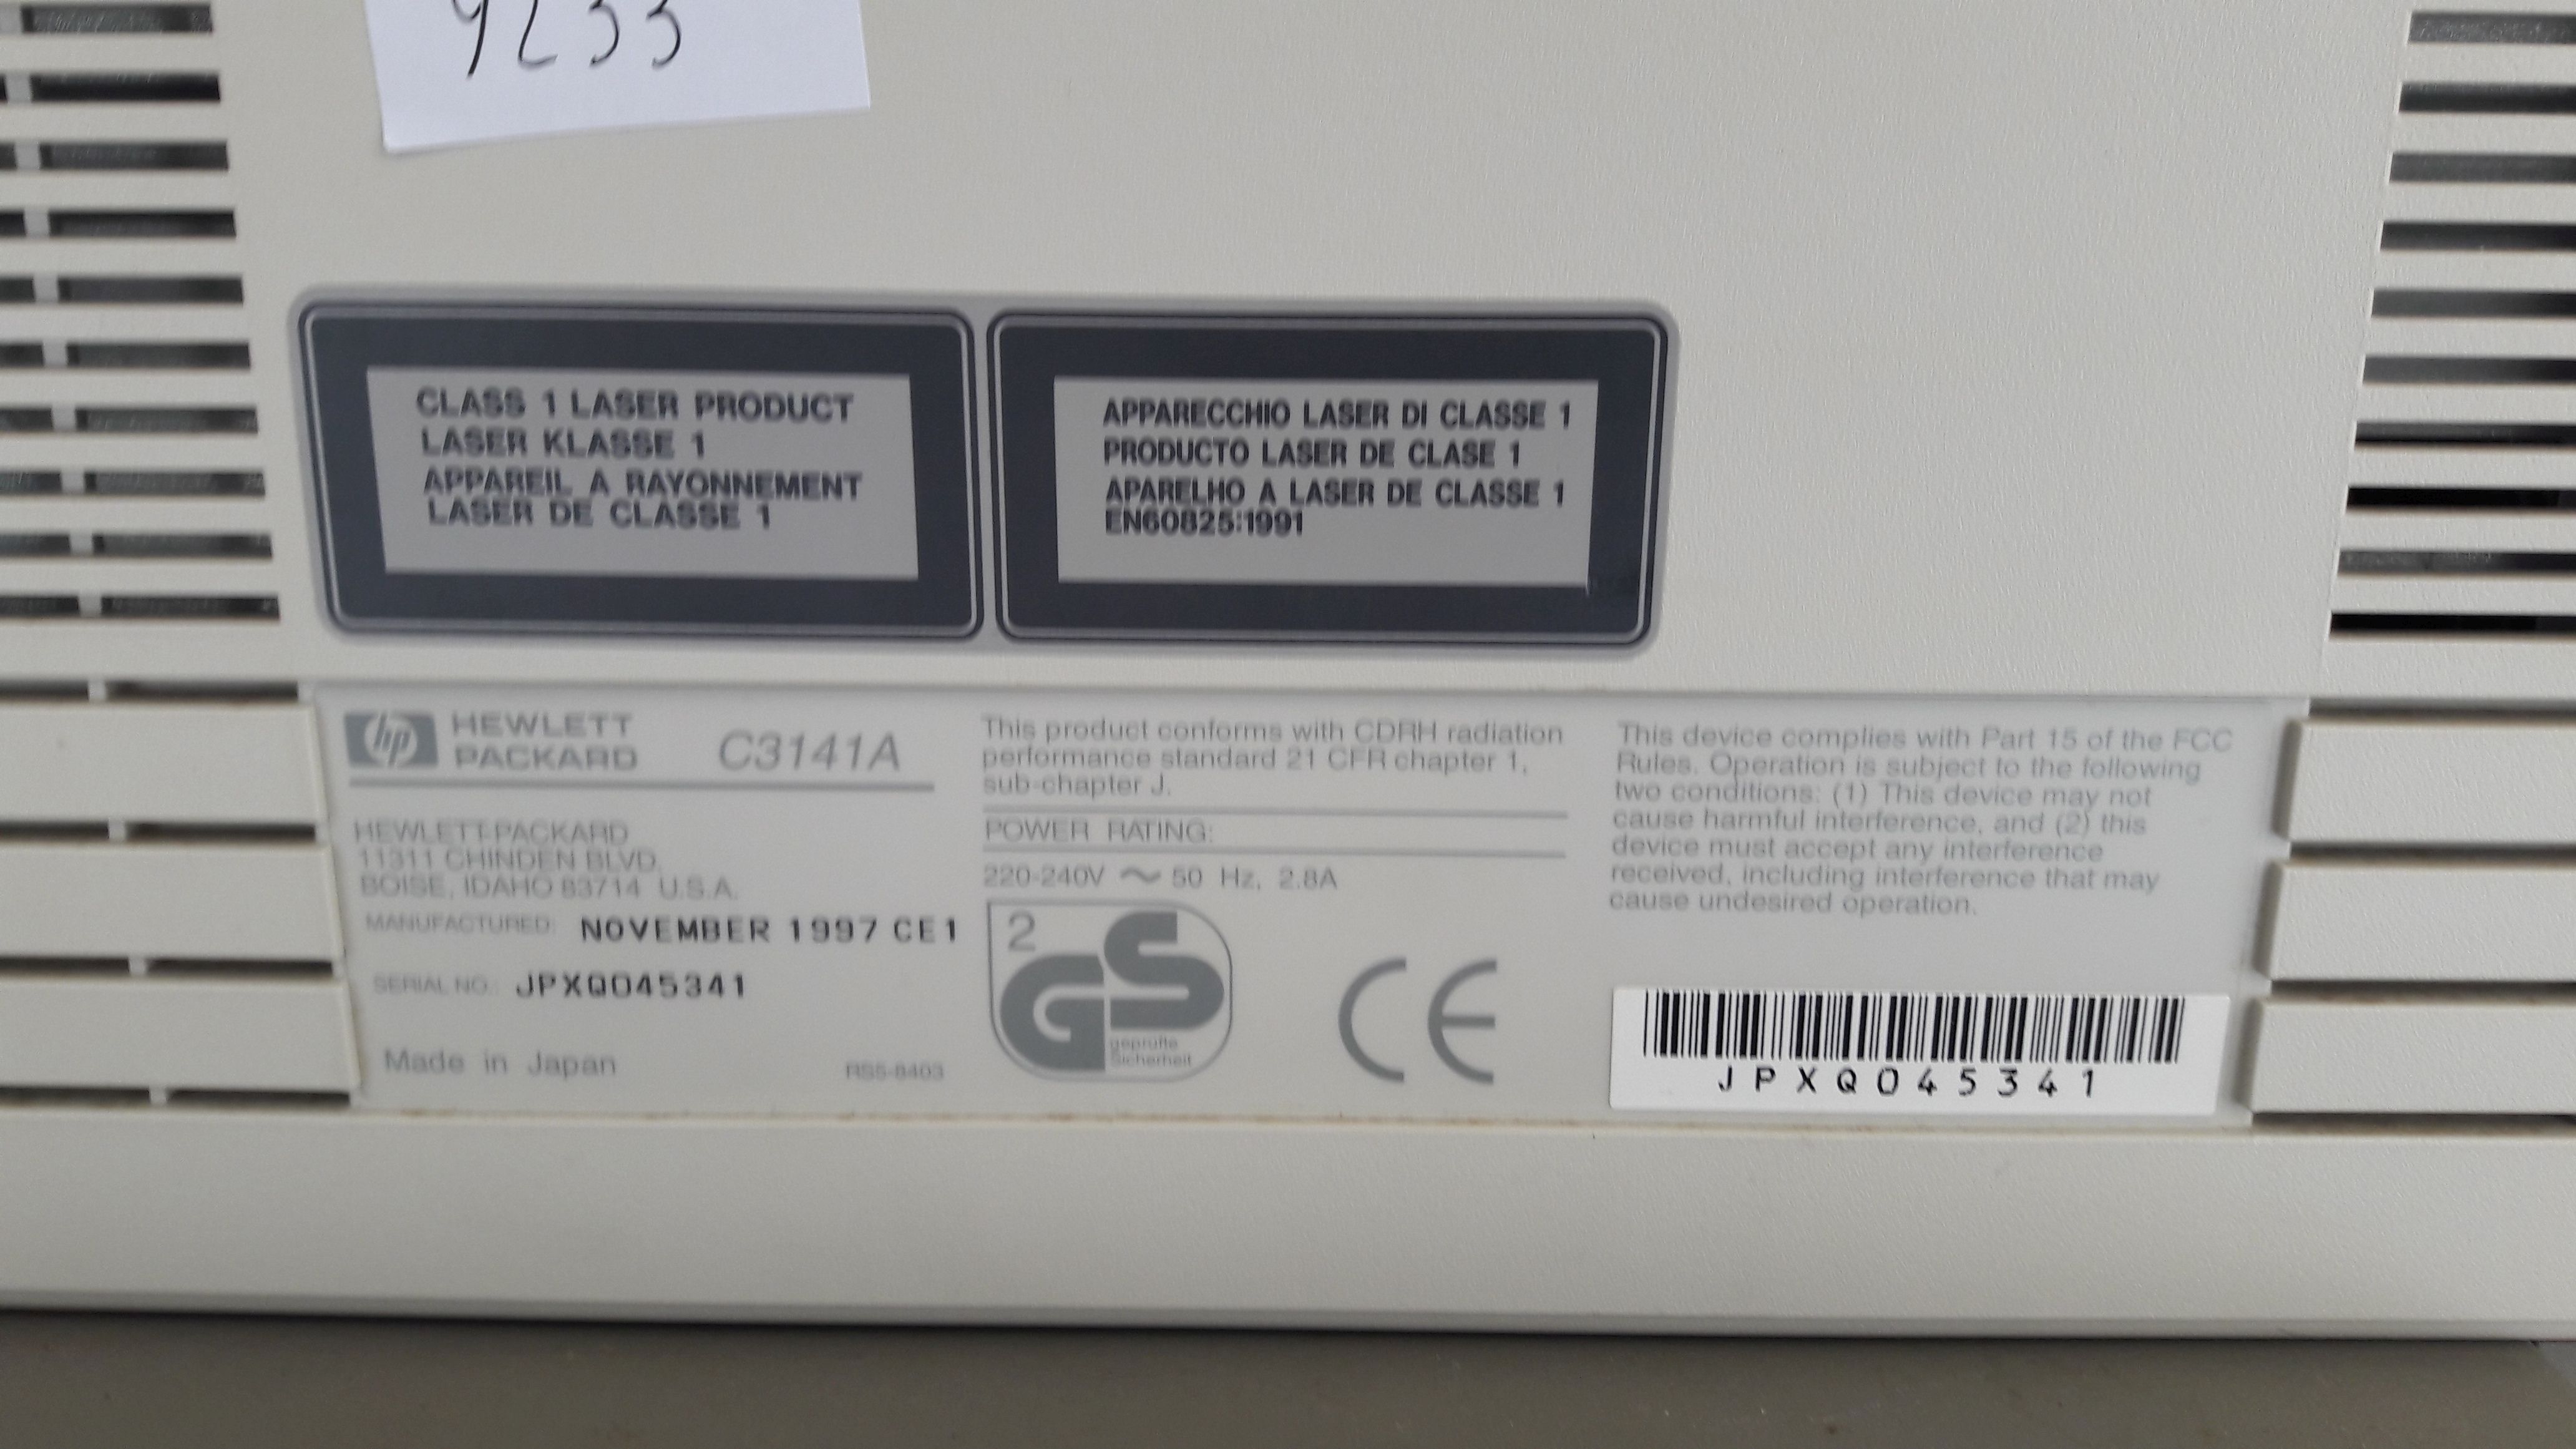 9233
CLASS 1 LASER PRODUCT
LASER KLASSE 1
APPAREIL A RAYONNEMENT
LASER DE CLASSE 1
APPARECCHIO LASER DI CLASSE 1
PRODUCTO LASER DE CLASE 1
APARELHO A LASER DE CLASSE 1
EN60825:1991
hp HEWLETT
PACKARD
C3141A
HEWLETT-PACKARD
11311 CHINDEN BLVD.
BOISE, IDAHO 83714 U.S.A.
MANUFACTURED: NOVEMBER 1997 CE1
SERIAL NO.: JPXQ045341
Made in Japan
RS5-8403
This product conforms with CDRH radiation
performance standard 21 CFR chapter 1,
sub-chapter J.
POWER RATING:
220-240V ~ 50 Hz, 2.8A
2
GS
geprüfte
Sicherheit
CE
This device complies with Part 15 of the FCC
Rules. Operation is subject to the following
two conditions: (1) This device may not
cause harmful interference, and (2) this
device must accept any interference
received, including interference that may
cause undesired operation.
JPXQ045341